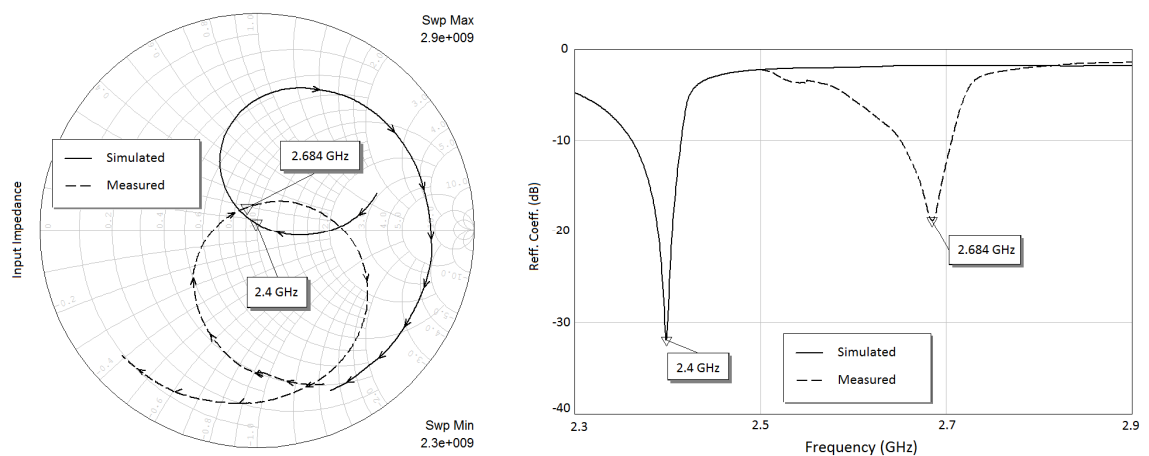 Swp Max
2.9e+009
Simulated
Measured
2.684 GHz
2.4 GHz
Input Impedance
Swp Min
2.3e+009
0
-10
-20
-30
-40
Reff. Coeff. (dB)
2.684 GHz
2.4 GHz
Simulated
Measured
2.3
2.5
2.7
2.9
Frequency (GHz)